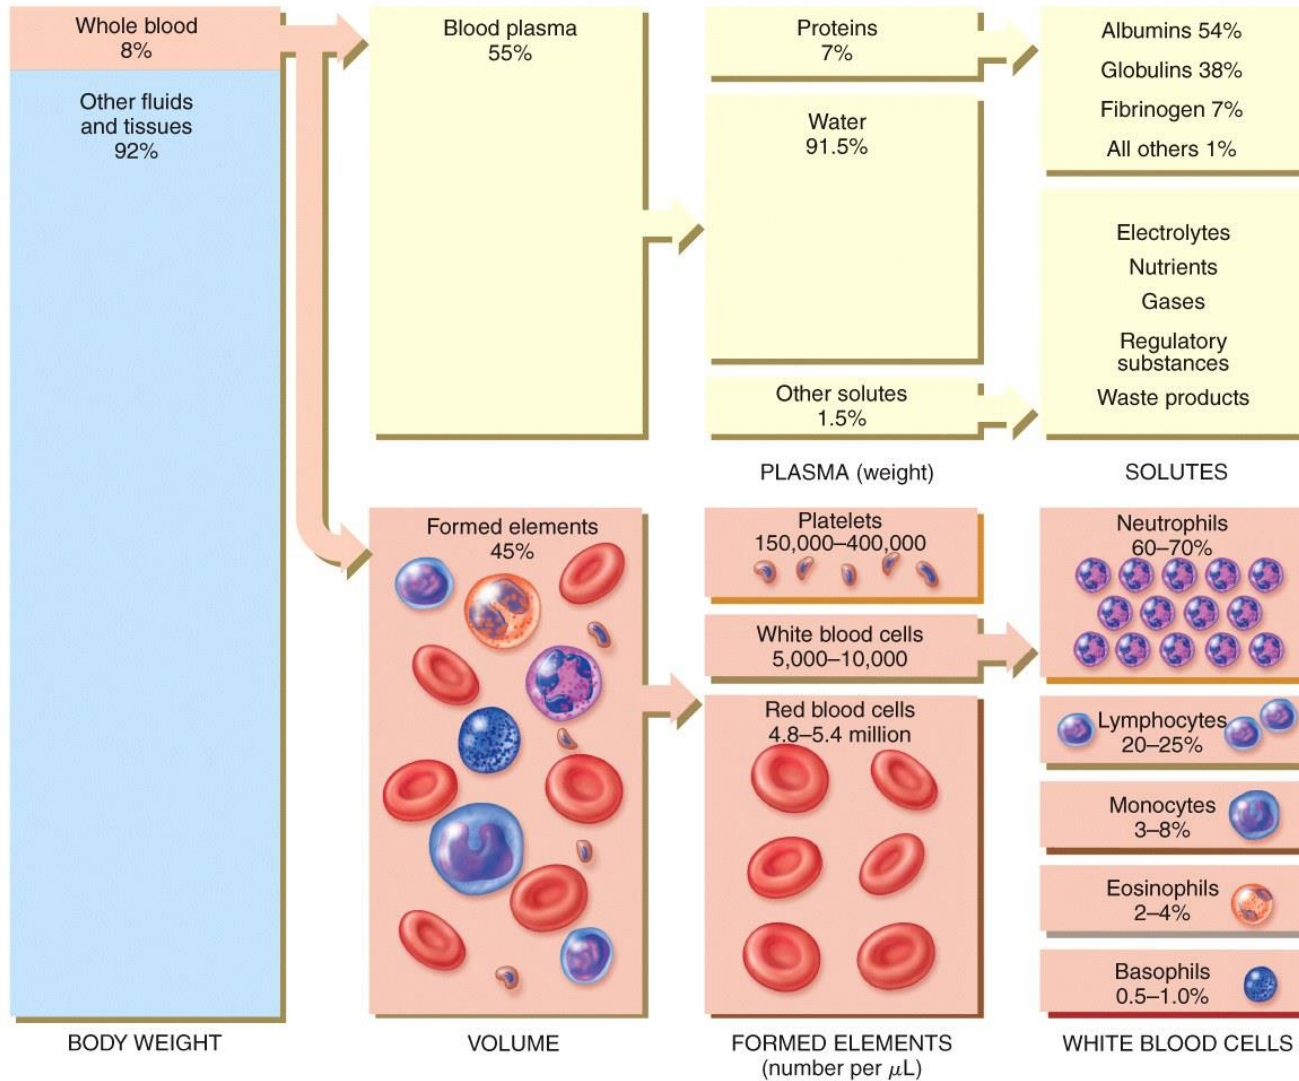 Whole blood
8%
Other fluids
and tissues
92%
BODY WEIGHT
Blood plasma
55%
Formed elements
45%
VOLUME
Proteins
7%
Water
91.5%
Other solutes
1.5%
PLASMA (weight)
Albumins 54%
Globulins 38%
Fibrinogen 7%
All others 1%
Electrolytes
Nutrients
Gases
Regulatory
substances
Waste products
SOLUTES
Platelets
150,000–400,000
White blood cells
5,000–10,000
Red blood cells
4.8–5.4 million
FORMED ELEMENTS
(number per μL)
Neutrophils
60–70%
Lymphocytes
20–25%
Monocytes
3–8%
Eosinophils
2–4%
Basophils
0.5–1.0%
WHITE BLOOD CELLS